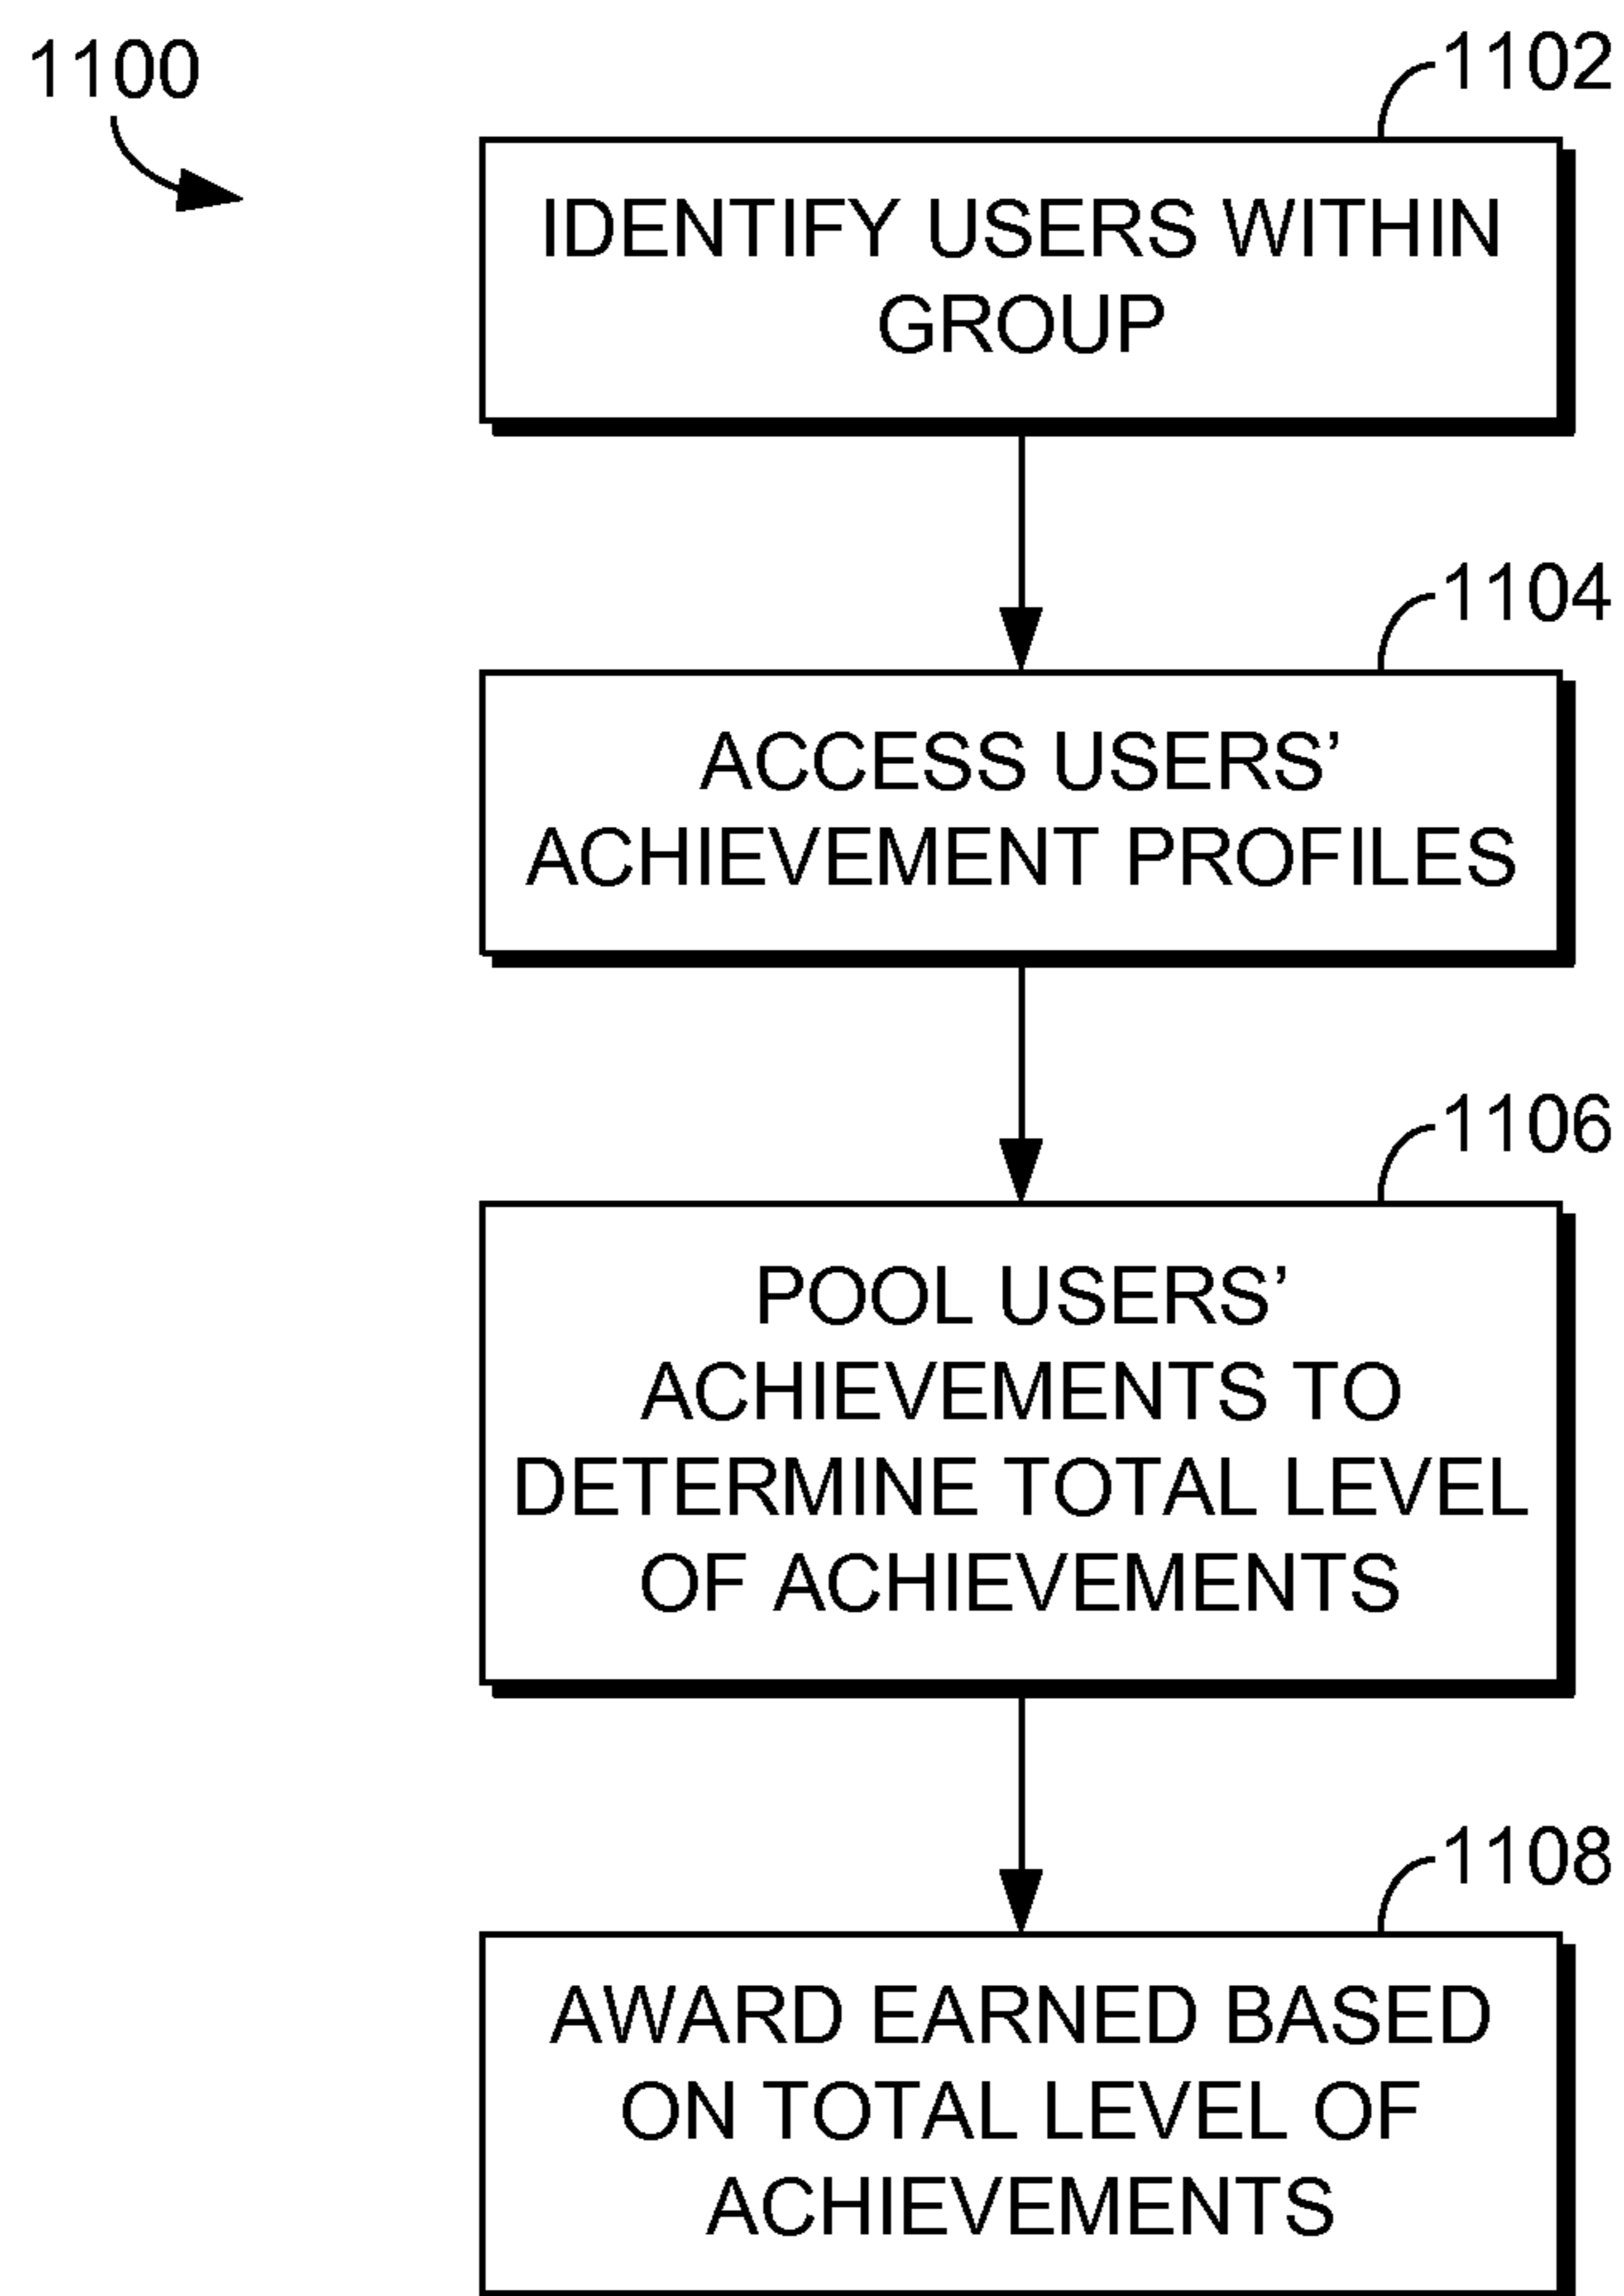 1100
1102
IDENTIFY USERS WITHIN
GROUP
1104
ACCESS USERS’
ACHIEVEMENT PROFILES
1106
POOL USERS’
ACHIEVEMENTS TO
DETERMINE TOTAL LEVEL
OF ACHIEVEMENTS
1108
AWARD EARNED BASED
ON TOTAL LEVEL OF
ACHIEVEMENTS